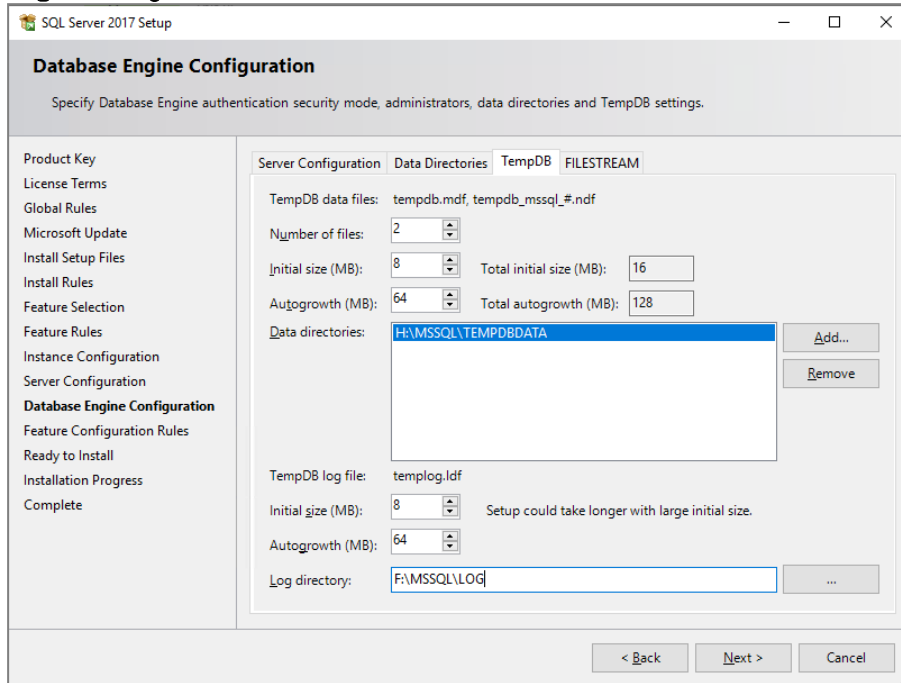 SQL Server 2017 Setup
Database Engine Configuration
Specify Database Engine authentication security mode, administrators, data directories and TempDB settings.
Product Key
License Terms
Global Rules
Microsoft Update
Install Setup Files
Install Rules
Feature Selection
Feature Rules
Instance Configuration
Server Configuration
Database Engine Configuration
Feature Configuration Rules
Ready to Install
Installation Progress
Complete
Server Configuration Data Directories TempDB FILESTREAM
TempDB data files: tempdb.mdf, tempdb_mssql_#.ndf
Number of files: 2
Initial size (MB): 8 Total initial size (MB): 16
Autogrowth (MB): 64 Total autogrowth (MB): 128
Data directories: H:\MSSQL\TEMPDBDATA Add...
Remove
TempDB log file: templog.ldf
Initial size (MB): 8 Setup could take longer with large initial size.
Autogrowth (MB): 64
Log directory: F:\MSSQL\LOG ...
< Back Next > Cancel